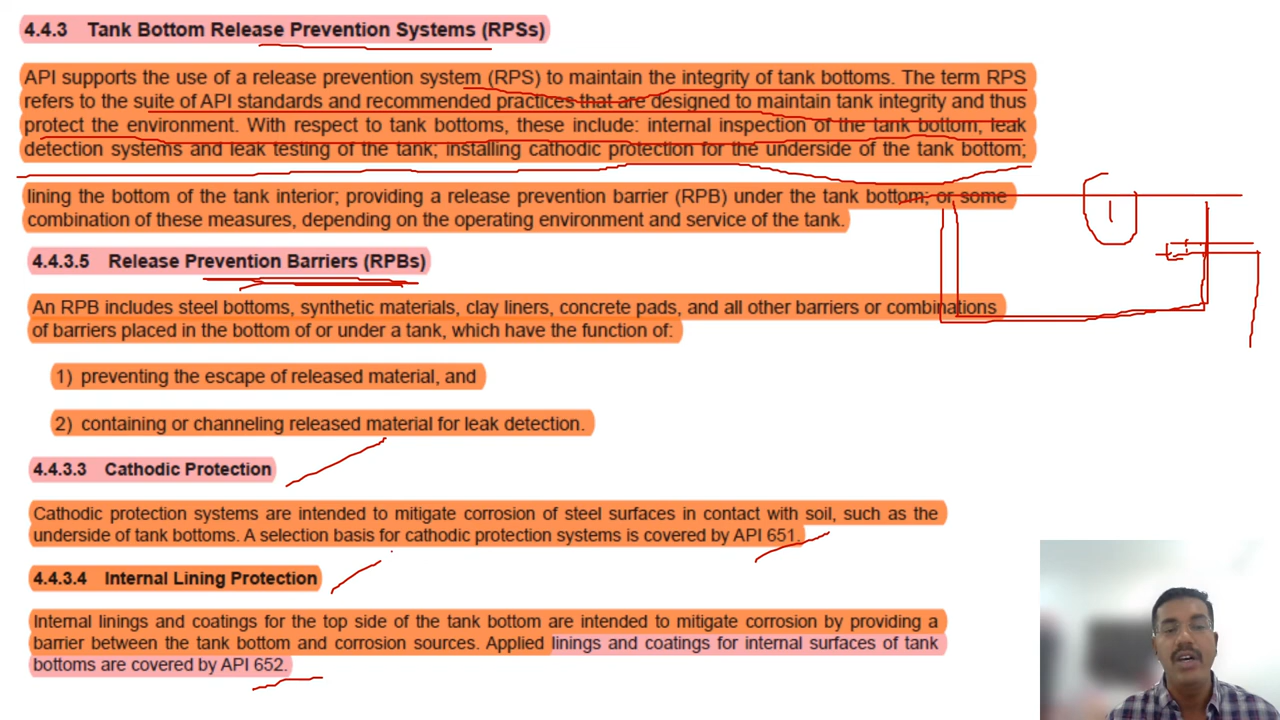 4.4.3 Tank Bottom Release Prevention Systems (RPSs)
API supports the use of a release prevention system (RPS) to maintain the integrity of tank bottoms. The term RPS
refers to the suite of API standards and recommended practices that are designed to maintain tank integrity and thus
protect the environment. With respect to tank bottoms, these include: internal inspection of the tank bottom; leak
detection systems and leak testing of the tank; installing cathodic protection for the underside of the tank bottom;
lining the bottom of the tank interior; providing a release prevention barrier (RPB) under the tank bottom; or some
combination of these measures, depending on the operating environment and service of the tank.
4.4.3.5 Release Prevention Barriers (RPBs)
An RPB includes steel bottoms, synthetic materials, clay liners, concrete pads, and all other barriers or combinations
of barriers placed in the bottom of or under a tank, which have the function of:
1) preventing the escape of released material, and
2) containing or channeling released material for leak detection.
4.4.3.3 Cathodic Protection
Cathodic protection systems are intended to mitigate corrosion of steel surfaces in contact with soil, such as the
underside of tank bottoms. A selection basis for cathodic protection systems is covered by API 651.
4.4.3.4 Internal Lining Protection
Internal linings and coatings for the top side of the tank bottom are intended to mitigate corrosion by providing a
barrier between the tank bottom and corrosion sources. Applied linings and coatings for internal surfaces of tank
bottoms are covered by API 652.